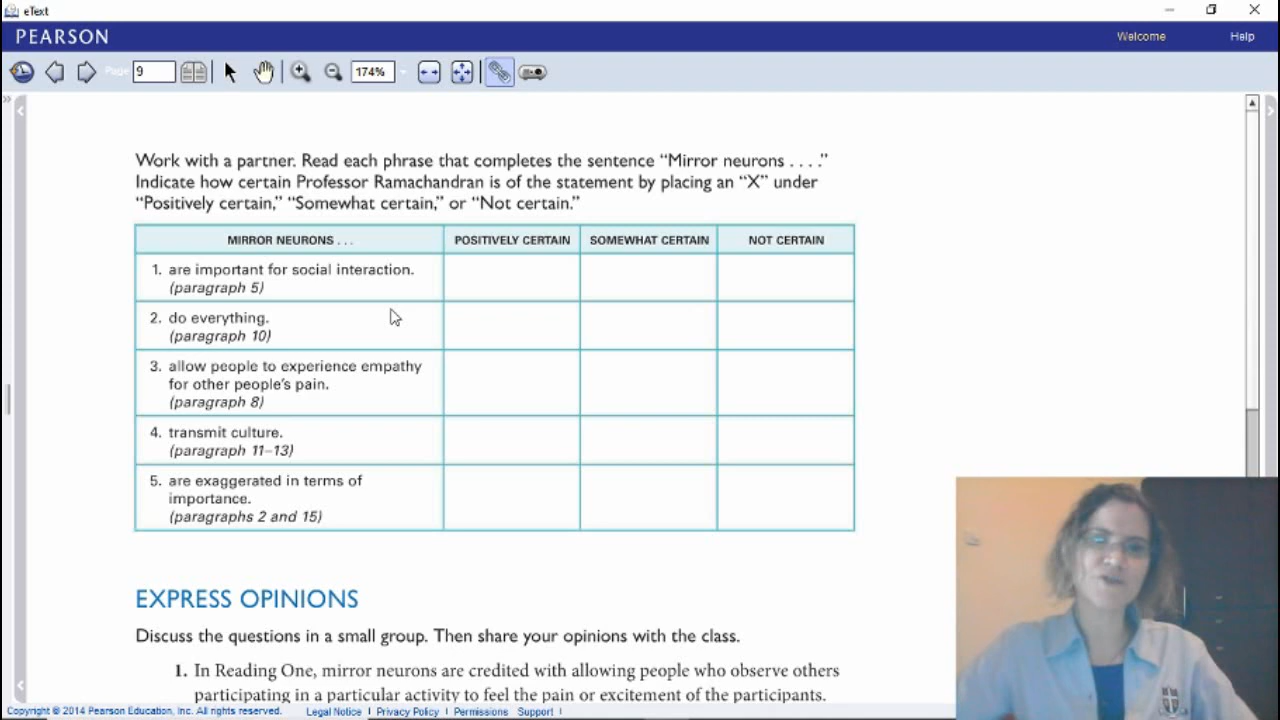 eText
PEARSON
Welcome
Help
Page
9
174%
Work with a partner. Read each phrase that completes the sentence “Mirror neurons . . . .”
Indicate how certain Professor Ramachandran is of the statement by placing an “X” under
“Positively certain,” “Somewhat certain,” or “Not certain.”
MIRROR NEURONS . . .
POSITIVELY CERTAIN
SOMEWHAT CERTAIN
NOT CERTAIN
1. are important for social interaction.
(paragraph 5)
2. do everything.
(paragraph 10)
3. allow people to experience empathy
for other people’s pain.
(paragraph 8)
4. transmit culture.
(paragraph 11–13)
5. are exaggerated in terms of
importance.
(paragraphs 2 and 15)
EXPRESS OPINIONS
Discuss the questions in a small group. Then share your opinions with the class.
1. In Reading One, mirror neurons are credited with allowing people who observe others
participating in a particular activity to feel the pain or excitement of the participants.
Copyright © 2014 Pearson Education, Inc. All rights reserved.
Legal Notice | Privacy Policy | Permissions Support |